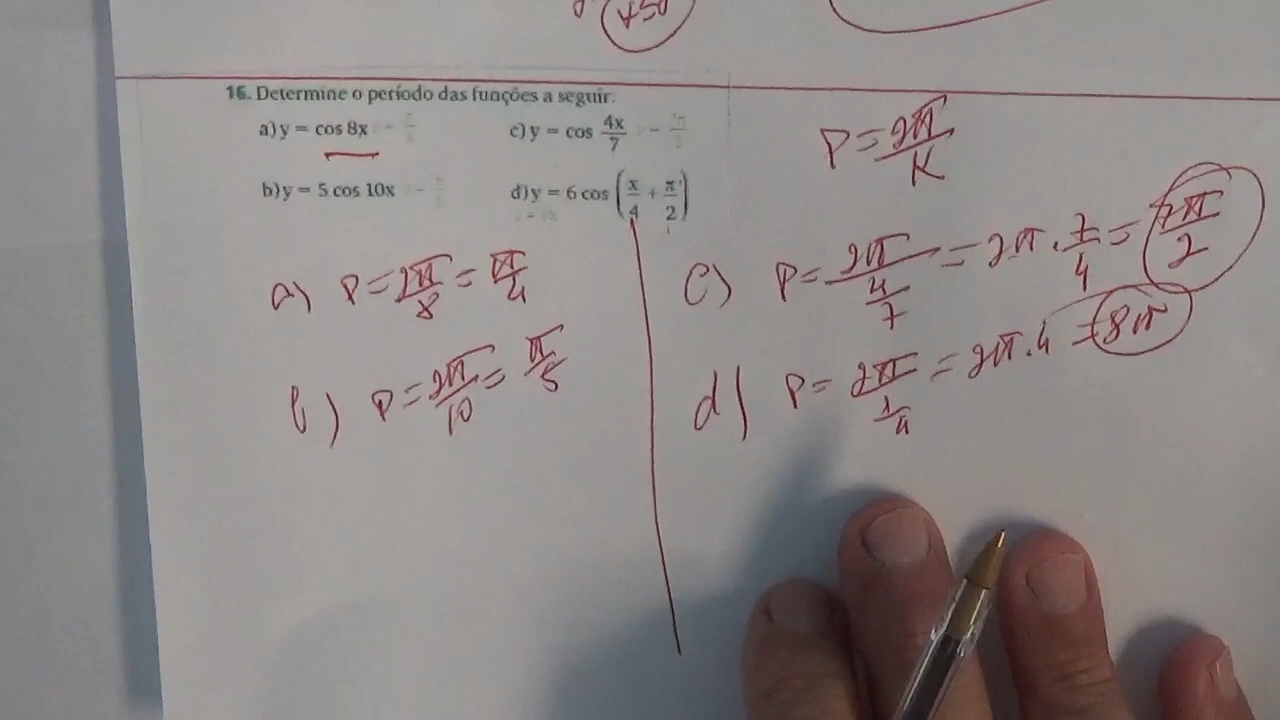 16. Determine o período das funções a seguir.
a) y = cos 8x
c) y = cos 4x/7
b) y = 5 cos 10x
d) y = 6 cos (x/4 + π/2)
P = 2π/K
a) P = 2π/8 = π/4
b) P = 2π/10 = π/5
c) P = 2π/(4/7) = 2π . 7/4 = 7π/2
d) P = 2π/(1/4) = 2π.4 = 8π